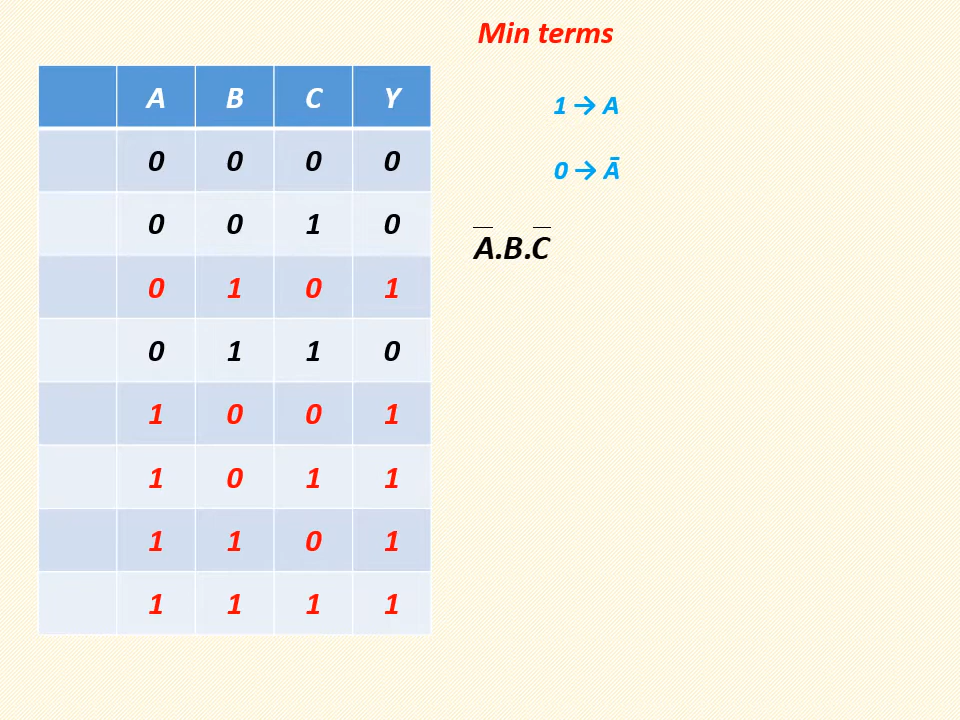 Min terms
1 → A
0 → Ā
A̅.B.C̅
A B C Y
0 0 0 0
0 0 1 0
0 1 0 1
0 1 1 0
1 0 0 1
1 0 1 1
1 1 0 1
1 1 1 1